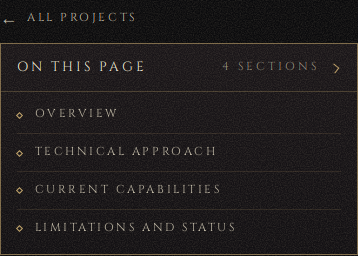 ← ALL PROJECTS
ON THIS PAGE 4 SECTIONS
OVERVIEW
TECHNICAL APPROACH
CURRENT CAPABILITIES
LIMITATIONS AND STATUS